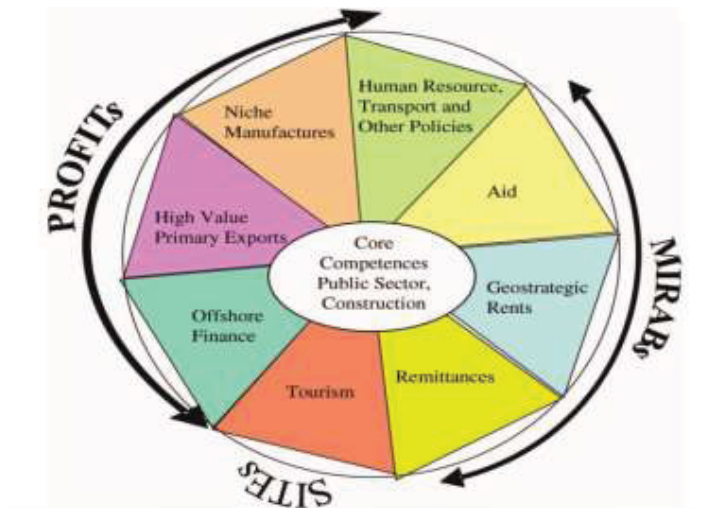 PROFITs
Niche
Manufactures
Human Resource,
Transport and
Other Policies
Aid
High Value
Primary Exports
Core
Competences
Public Sector,
Construction
Geostrategic
Rents
MIRABs
Offshore
Finance
Tourism
Remittances
SITEs